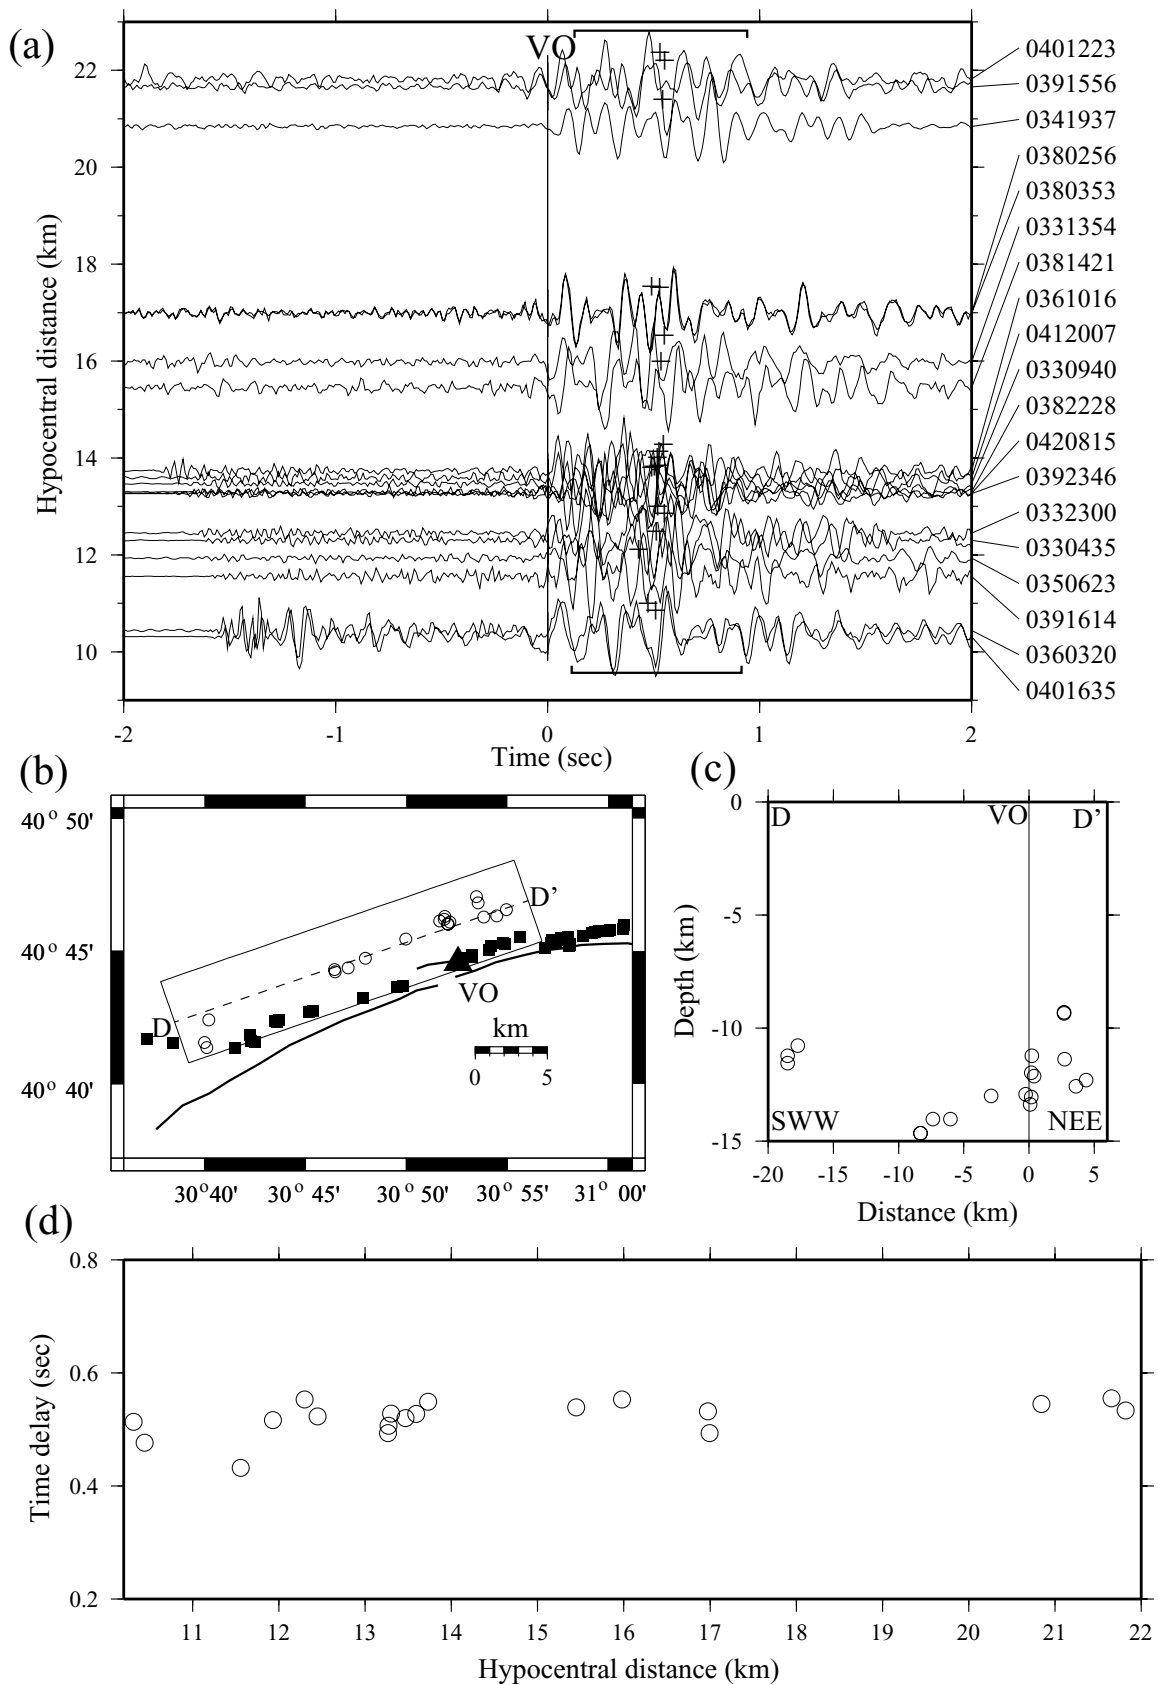 (a)
VO
22
20
18
16
14
12
10
Hypocentral distance (km)
-2 -1 0 1 2
Time (sec)
0401223
0391556
0341937
0380256
0380353
0331354
0381421
0361016
0412007
0330940
0382228
0420815
0392346
0332300
0330435
0350623
0391614
0360320
0401635
(b)
40° 50'
40° 45'
40° 40'
D
D'
VO
km
0 5
30°40' 30° 45' 30° 50' 30° 55' 31° 00'
(c)
0
-5
-10
-15
Depth (km)
D VO D'
SWW NEE
-20 -15 -10 -5 0 5
Distance (km)
(d)
0.8
0.6
0.4
0.2
Time delay (sec)
11 12 13 14 15 16 17 18 19 20 21 22
Hypocentral distance (km)